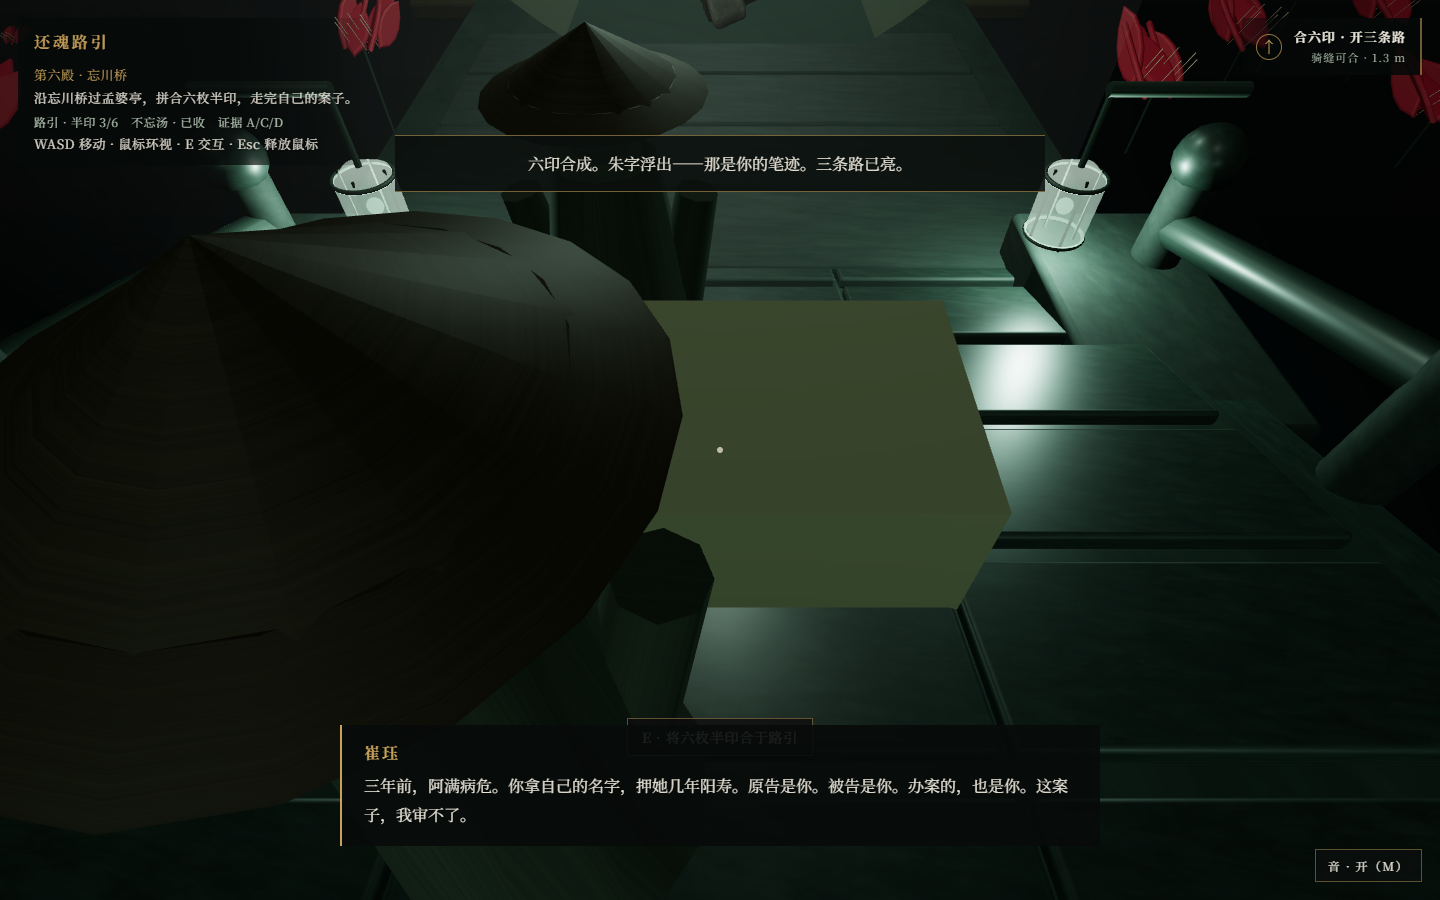 还魂路引
第六殿 · 忘川桥
沿忘川桥过孟婆亭，拼合六枚半印，走完自己的案子。
路引 · 半印 3/6 不忘汤 · 已收 证据 A/C/D
WASD 移动 · 鼠标环视 · E 交互 · Esc 释放鼠标
合六印 · 开三条路
骑缝可合 · 1.3 m
六印合成。朱字浮出——那是你的笔迹。三条路已亮。
E · 将六枚半印合于路引
崔珏
三年前，阿满病危。你拿自己的名字，押她几年阳寿。原告是你。被告是你。办案的，也是你。这案
子，我审不了。
音 · 开（M）